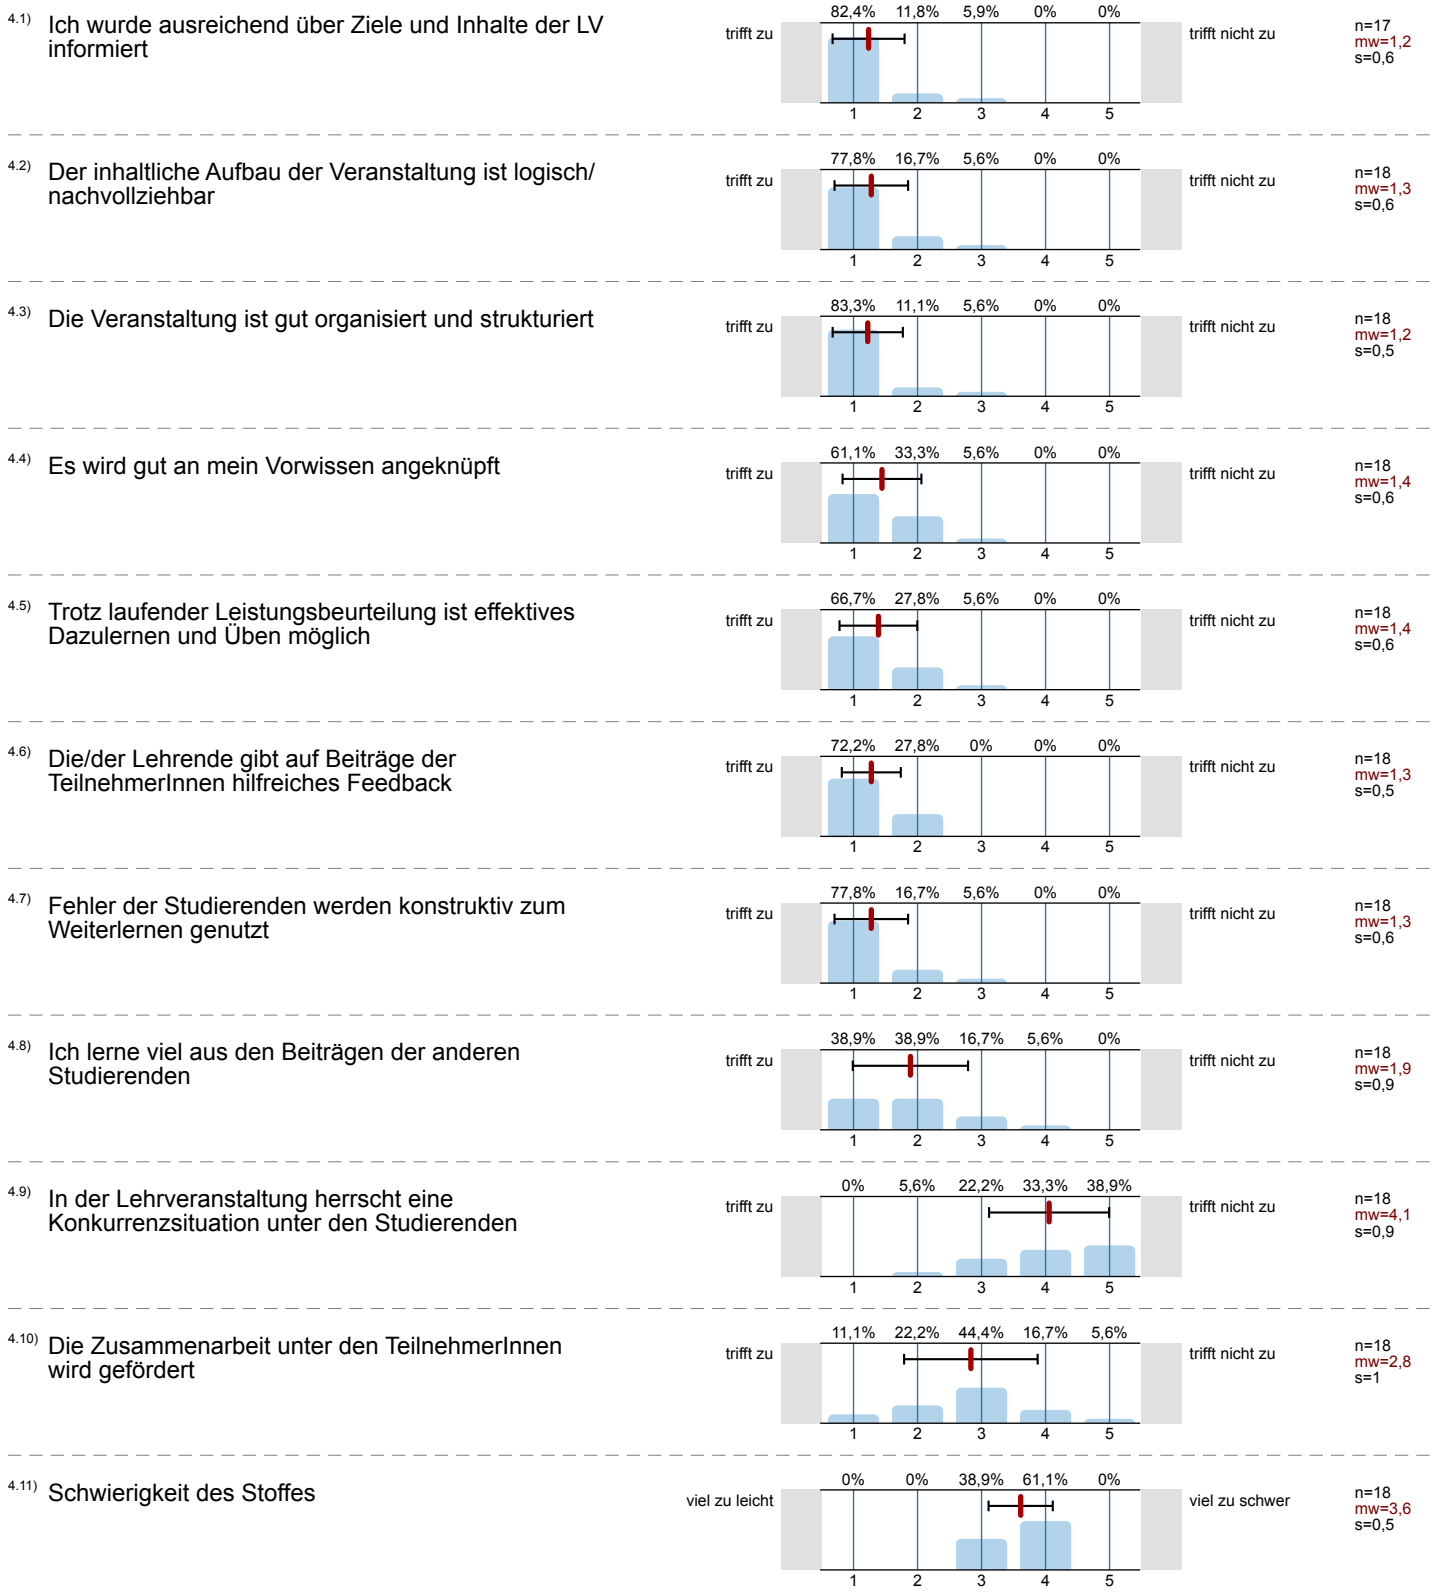 4.1) Ich wurde ausreichend über Ziele und Inhalte der LV
informiert
82,4% 11,8% 5,9% 0% 0%
trifft zu trifft nicht zu
n=17
mw=1,2
s=0,6
1 2 3 4 5
4.2) Der inhaltliche Aufbau der Veranstaltung ist logisch/
nachvollziehbar
77,8% 16,7% 5,6% 0% 0%
trifft zu trifft nicht zu
n=18
mw=1,3
s=0,6
1 2 3 4 5
4.3) Die Veranstaltung ist gut organisiert und strukturiert
83,3% 11,1% 5,6% 0% 0%
trifft zu trifft nicht zu
n=18
mw=1,2
s=0,5
1 2 3 4 5
4.4) Es wird gut an mein Vorwissen angeknüpft
61,1% 33,3% 5,6% 0% 0%
trifft zu trifft nicht zu
n=18
mw=1,4
s=0,6
1 2 3 4 5
4.5) Trotz laufender Leistungsbeurteilung ist effektives
Dazulernen und Üben möglich
66,7% 27,8% 5,6% 0% 0%
trifft zu trifft nicht zu
n=18
mw=1,4
s=0,6
1 2 3 4 5
4.6) Die/der Lehrende gibt auf Beiträge der
TeilnehmerInnen hilfreiches Feedback
72,2% 27,8% 0% 0% 0%
trifft zu trifft nicht zu
n=18
mw=1,3
s=0,5
1 2 3 4 5
4.7) Fehler der Studierenden werden konstruktiv zum
Weiterlernen genutzt
77,8% 16,7% 5,6% 0% 0%
trifft zu trifft nicht zu
n=18
mw=1,3
s=0,6
1 2 3 4 5
4.8) Ich lerne viel aus den Beiträgen der anderen
Studierenden
38,9% 38,9% 16,7% 5,6% 0%
trifft zu trifft nicht zu
n=18
mw=1,9
s=0,9
1 2 3 4 5
4.9) In der Lehrveranstaltung herrscht eine
Konkurrenzsituation unter den Studierenden
0% 5,6% 22,2% 33,3% 38,9%
trifft zu trifft nicht zu
n=18
mw=4,1
s=0,9
1 2 3 4 5
4.10) Die Zusammenarbeit unter den TeilnehmerInnen
wird gefördert
11,1% 22,2% 44,4% 16,7% 5,6%
trifft zu trifft nicht zu
n=18
mw=2,8
s=1
1 2 3 4 5
4.11) Schwierigkeit des Stoffes
0% 0% 38,9% 61,1% 0%
viel zu leicht viel zu schwer
n=18
mw=3,6
s=0,5
1 2 3 4 5